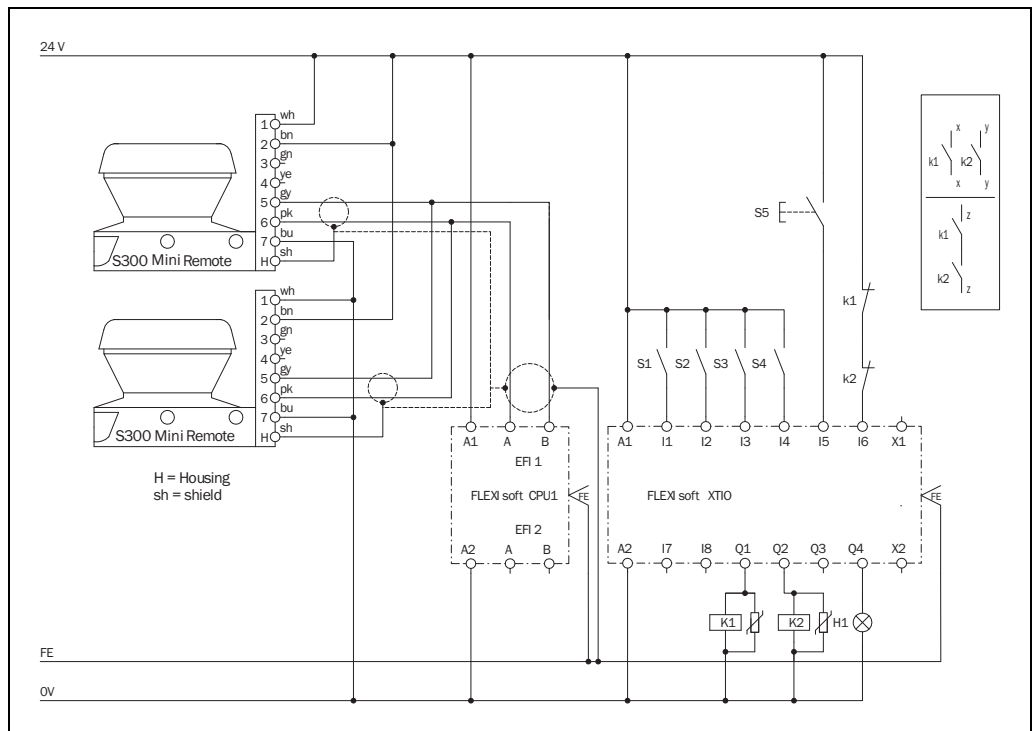 24 V
1 wh
2 bn
3 gn
4 ye
5 gy
6 pk
7 bu
H sh
S300 Mini Remote
1 wh
2 bn
3 gn
4 ye
5 gy
6 pk
7 bu
H sh
S300 Mini Remote
H = Housing
sh = shield
x y
k1 k2
x y
z
k1
k2
z
S5
k1
k2
S1 S2 S3 S4
A1 A B
EFI 1
FLEXI soft CPU1
FE
EFI 2
A2 A B
A1 I1 I2 I3 I4 I5 I6 X1
FLEXI soft XTIO
FE
A2 I7 I8 Q1 Q2 Q3 Q4 X2
K1 K2 H1
FE
0V